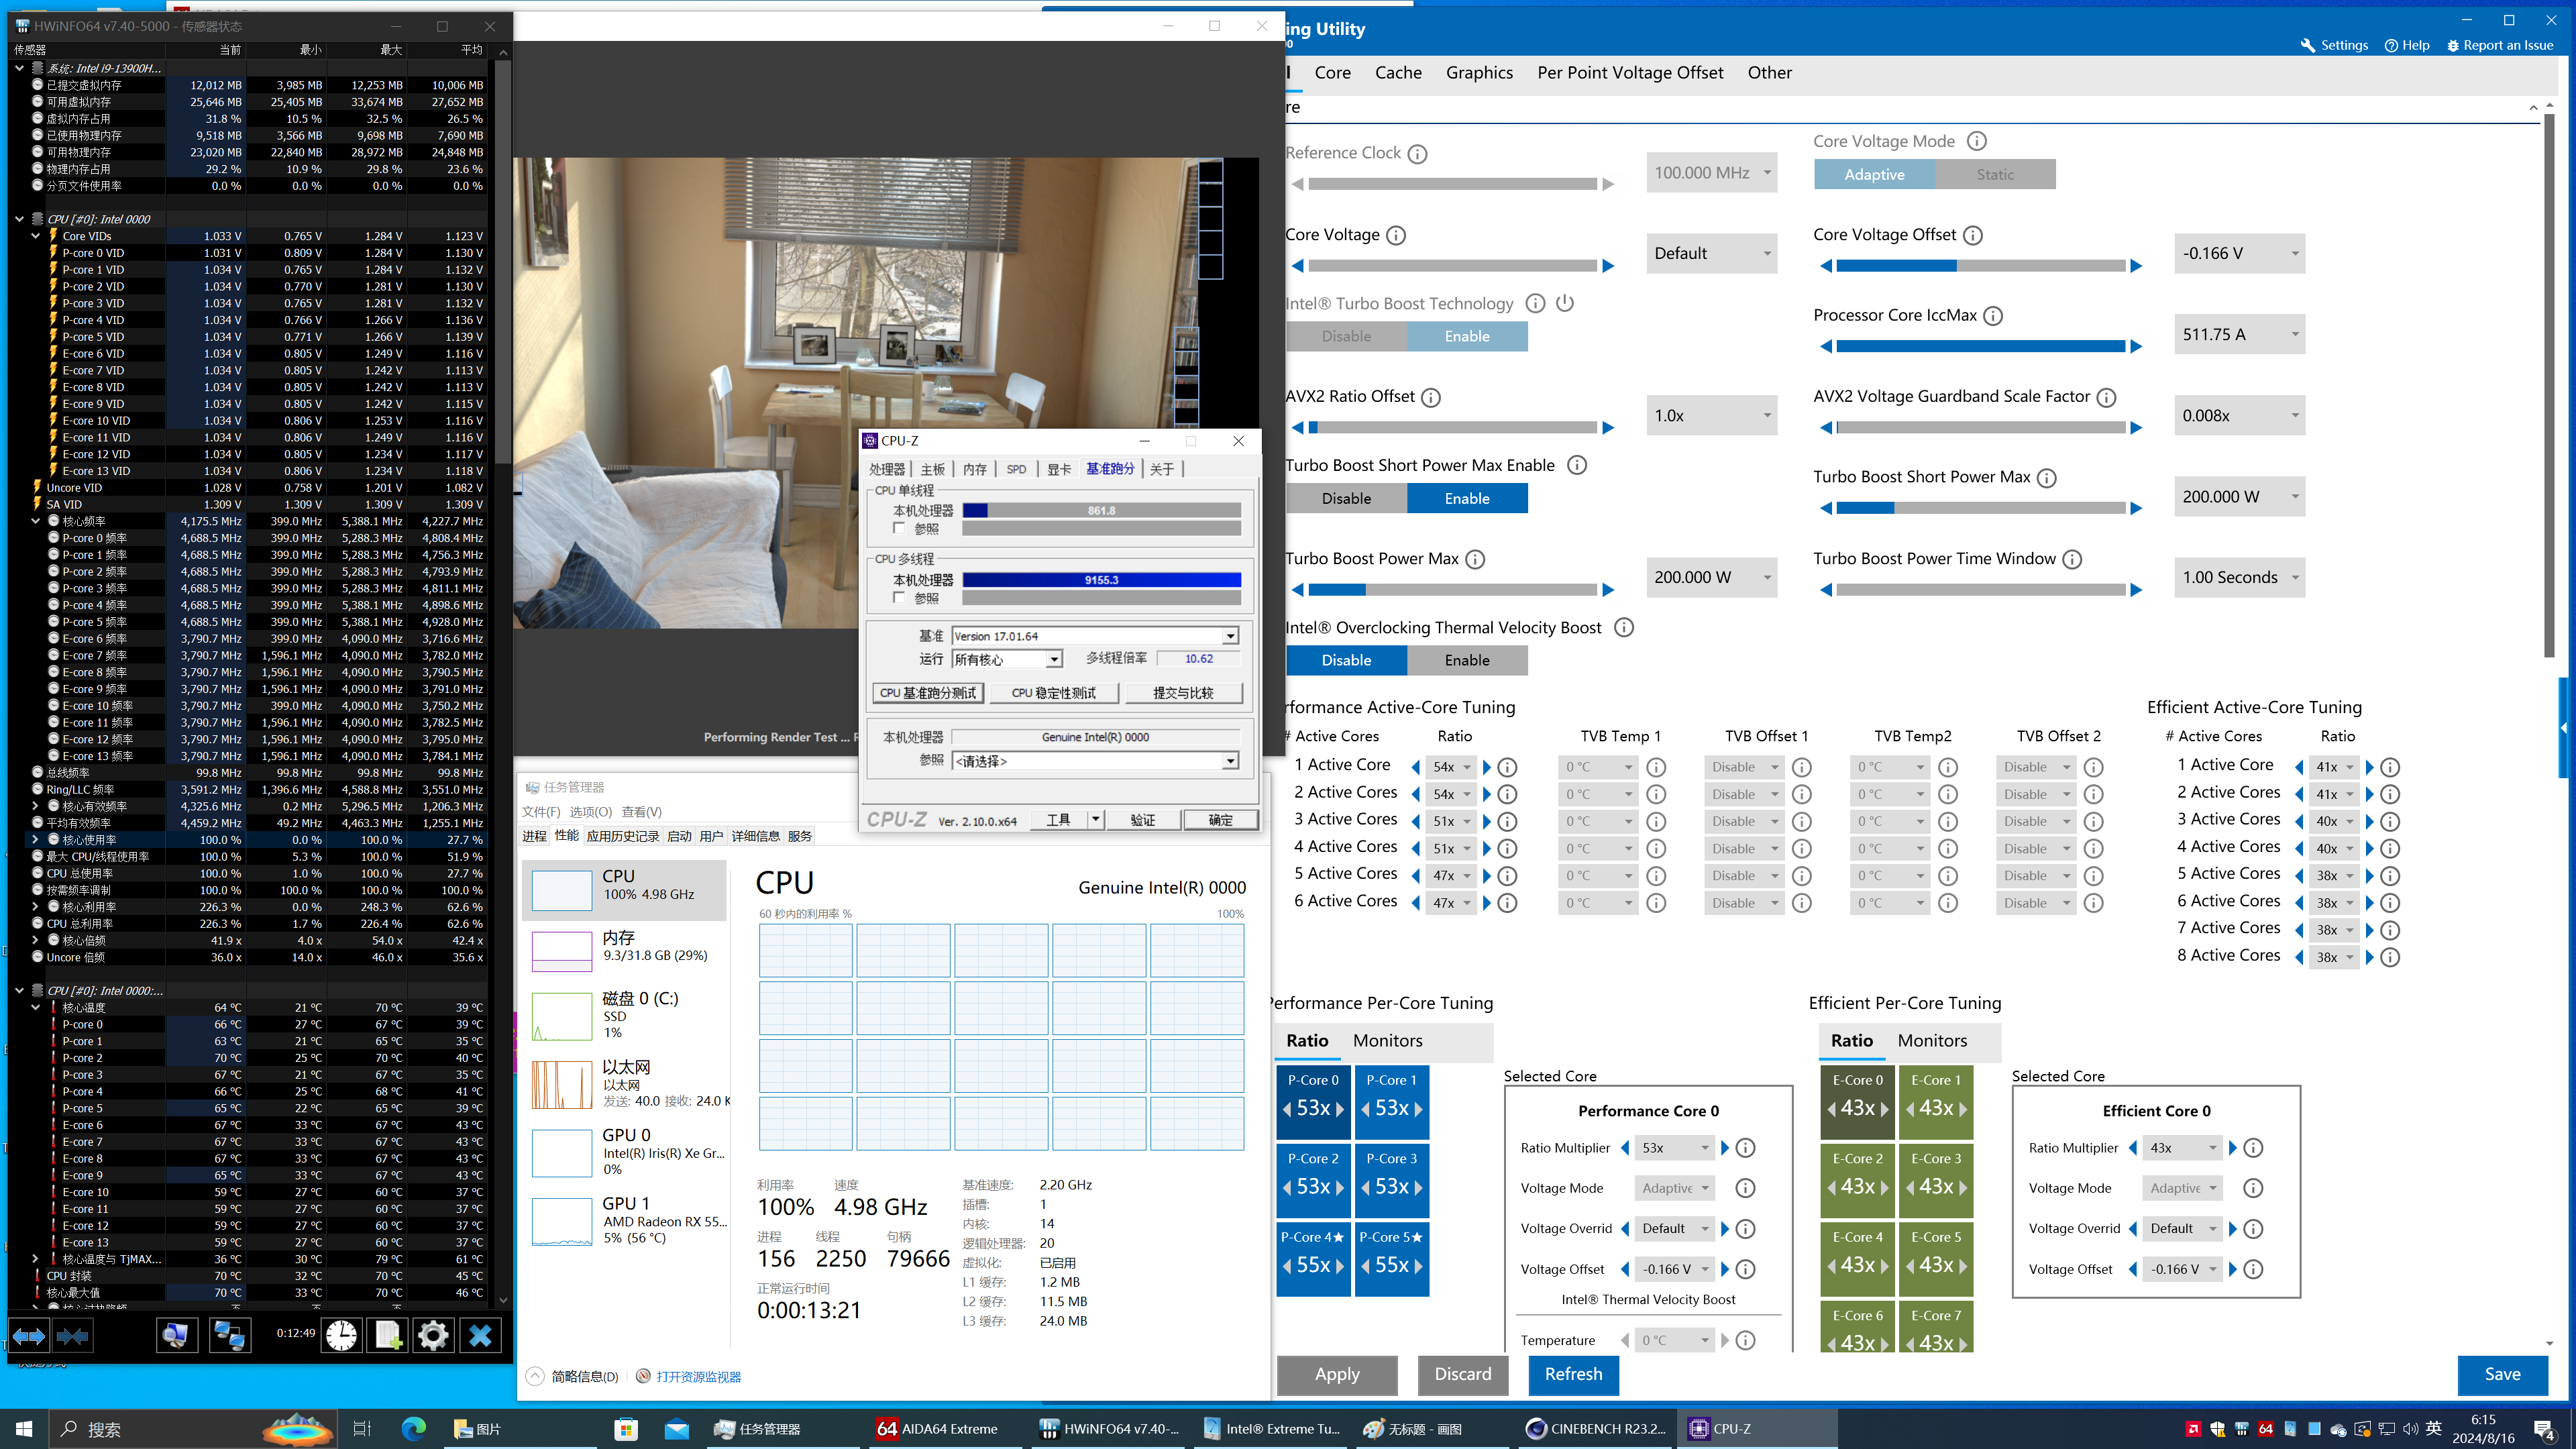 HWiNFO64 v7.40-5000 - 传感器状态
传感器 当前 最小 最大 平均
系统: Intel i9-13900H...
已提交虚拟内存 12,012 MB 3,985 MB 12,253 MB 10,006 MB
可用虚拟内存 25,646 MB 25,405 MB 33,674 MB 27,652 MB
虚拟内存占用 31.8 % 10.5 % 32.5 % 26.5 %
已使用物理内存 9,518 MB 3,566 MB 9,698 MB 7,690 MB
可用物理内存 23,020 MB 22,840 MB 28,972 MB 24,848 MB
物理内存占用 29.2 % 10.9 % 29.8 % 23.6 %
分页文件使用率 0.0 % 0.0 % 0.0 % 0.0 %
CPU [#0]: Intel 0000
Core VIDs 1.033 V 0.765 V 1.284 V 1.123 V
P-core 0 VID 1.031 V 0.809 V 1.284 V 1.130 V
P-core 1 VID 1.034 V 0.765 V 1.284 V 1.132 V
P-core 2 VID 1.034 V 0.770 V 1.281 V 1.130 V
P-core 3 VID 1.034 V 0.765 V 1.281 V 1.132 V
P-core 4 VID 1.034 V 0.766 V 1.266 V 1.136 V
P-core 5 VID 1.034 V 0.771 V 1.266 V 1.139 V
E-core 6 VID 1.034 V 0.805 V 1.249 V 1.116 V
E-core 7 VID 1.034 V 0.805 V 1.242 V 1.113 V
E-core 8 VID 1.034 V 0.805 V 1.242 V 1.113 V
E-core 9 VID 1.034 V 0.805 V 1.242 V 1.115 V
E-core 10 VID 1.034 V 0.806 V 1.253 V 1.116 V
E-core 11 VID 1.034 V 0.806 V 1.249 V 1.116 V
E-core 12 VID 1.034 V 0.805 V 1.234 V 1.117 V
E-core 13 VID 1.034 V 0.806 V 1.234 V 1.118 V
Uncore VID 1.028 V 0.758 V 1.201 V 1.082 V
SA VID 1.309 V 1.309 V 1.309 V 1.309 V
核心频率 4,175.5 MHz 399.0 MHz 5,388.1 MHz 4,227.7 MHz
P-core 0 频率 4,688.5 MHz 399.0 MHz 5,288.3 MHz 4,808.4 MHz
P-core 1 频率 4,688.5 MHz 399.0 MHz 5,288.3 MHz 4,756.3 MHz
P-core 2 频率 4,688.5 MHz 399.0 MHz 5,288.3 MHz 4,793.9 MHz
P-core 3 频率 4,688.5 MHz 399.0 MHz 5,288.3 MHz 4,811.1 MHz
P-core 4 频率 4,688.5 MHz 399.0 MHz 5,388.1 MHz 4,898.6 MHz
P-core 5 频率 4,688.5 MHz 399.0 MHz 5,388.1 MHz 4,928.0 MHz
E-core 6 频率 3,790.7 MHz 399.0 MHz 4,090.0 MHz 3,716.6 MHz
E-core 7 频率 3,790.7 MHz 1,596.1 MHz 4,090.0 MHz 3,782.0 MHz
E-core 8 频率 3,790.7 MHz 1,596.1 MHz 4,090.0 MHz 3,790.5 MHz
E-core 9 频率 3,790.7 MHz 1,596.1 MHz 4,090.0 MHz 3,791.0 MHz
E-core 10 频率 3,790.7 MHz 399.0 MHz 4,090.0 MHz 3,750.2 MHz
E-core 11 频率 3,790.7 MHz 1,596.1 MHz 4,090.0 MHz 3,782.5 MHz
E-core 12 频率 3,790.7 MHz 1,596.1 MHz 4,090.0 MHz 3,795.0 MHz
E-core 13 频率 3,790.7 MHz 1,596.1 MHz 4,090.0 MHz 3,784.1 MHz
总线频率 99.8 MHz 99.8 MHz 99.8 MHz 99.8 MHz
Ring/LLC 频率 3,591.2 MHz 1,396.6 MHz 4,588.8 MHz 3,551.0 MHz
核心有效频率 4,325.6 MHz 0.2 MHz 5,296.5 MHz 1,206.3 MHz
平均有效频率 4,459.2 MHz 49.2 MHz 4,463.3 MHz 1,255.1 MHz
核心使用率 100.0 % 0.0 % 100.0 % 27.7 %
最大 CPU/线程使用率 100.0 % 5.3 % 100.0 % 51.9 %
CPU 总使用率 100.0 % 1.0 % 100.0 % 27.7 %
按需频率调制 100.0 % 100.0 % 100.0 % 100.0 %
核心利用率 226.3 % 0.0 % 248.3 % 62.6 %
CPU 总利用率 226.3 % 1.7 % 226.4 % 62.6 %
核心倍频 41.9 x 4.0 x 54.0 x 42.4 x
Uncore 倍频 36.0 x 14.0 x 46.0 x 35.6 x
CPU [#0]: Intel 0000:...
核心温度 64 °C 21 °C 70 °C 39 °C
P-core 0 66 °C 27 °C 67 °C 39 °C
P-core 1 63 °C 21 °C 65 °C 35 °C
P-core 2 70 °C 25 °C 70 °C 40 °C
P-core 3 67 °C 21 °C 67 °C 35 °C
P-core 4 66 °C 25 °C 68 °C 41 °C
P-core 5 65 °C 22 °C 65 °C 39 °C
E-core 6 67 °C 33 °C 67 °C 43 °C
E-core 7 67 °C 33 °C 67 °C 43 °C
E-core 8 67 °C 33 °C 67 °C 43 °C
E-core 9 65 °C 33 °C 67 °C 43 °C
E-core 10 59 °C 27 °C 60 °C 37 °C
E-core 11 59 °C 27 °C 60 °C 37 °C
E-core 12 59 °C 27 °C 60 °C 37 °C
E-core 13 59 °C 27 °C 60 °C 37 °C
核心温度与 TjMAX... 36 °C 30 °C 79 °C 61 °C
CPU 封装 70 °C 32 °C 70 °C 45 °C
核心最大值 70 °C 33 °C 70 °C 46 °C
0:12:49
Performing Render Test ...
CPU-Z
处理器 主板 内存 SPD 显卡 基准跑分 关于
CPU 单线程
本机处理器 861.8
参照
CPU 多线程
本机处理器 9155.3
参照
基准 Version 17.01.64
运行 所有核心 多线程倍率 10.62
CPU 基准跑分测试 CPU 稳定性测试 提交与比较
本机处理器 Genuine Intel(R) 0000
参照 <请选择>
CPU-Z Ver. 2.10.0.x64 工具 验证 确定
任务管理器
文件(F) 选项(O) 查看(V)
进程 性能 应用历史记录 启动 用户 详细信息 服务
CPU
100% 4.98 GHz
内存
9.3/31.8 GB (29%)
磁盘 0 (C:)
SSD
1%
以太网
以太网
发送: 40.0 接收: 24.0 K
GPU 0
Intel(R) Iris(R) Xe Gr...
0%
GPU 1
AMD Radeon RX 55...
5% (56 °C)
CPU Genuine Intel(R) 0000
60 秒内的利用率 % 100%
利用率 速度
100% 4.98 GHz
进程 线程 句柄
156 2250 79666
正常运行时间
0:00:13:21
基准速度: 2.20 GHz
插槽: 1
内核: 14
逻辑处理器: 20
虚拟化: 已启用
L1 缓存: 1.2 MB
L2 缓存: 11.5 MB
L3 缓存: 24.0 MB
简略信息(D) 打开资源监视器
ing Utility
Settings Help Report an Issue
Core Cache Graphics Per Point Voltage Offset Other
re
Reference Clock 100.000 MHz
Core Voltage Mode
Adaptive Static
Core Voltage Default
Core Voltage Offset -0.166 V
Intel® Turbo Boost Technology
Disable Enable
Processor Core IccMax 511.75 A
AVX2 Ratio Offset 1.0x
AVX2 Voltage Guardband Scale Factor 0.008x
Turbo Boost Short Power Max Enable
Disable Enable
Turbo Boost Short Power Max 200.000 W
Turbo Boost Power Max 200.000 W
Turbo Boost Power Time Window 1.00 Seconds
Intel® Overclocking Thermal Velocity Boost
Disable Enable
rformance Active-Core Tuning
# Active Cores Ratio TVB Temp 1 TVB Offset 1 TVB Temp2 TVB Offset 2
1 Active Core 54x 0 °C Disable 0 °C Disable
2 Active Cores 54x 0 °C Disable 0 °C Disable
3 Active Cores 51x 0 °C Disable 0 °C Disable
4 Active Cores 51x 0 °C Disable 0 °C Disable
5 Active Cores 47x 0 °C Disable 0 °C Disable
6 Active Cores 47x 0 °C Disable 0 °C Disable
Efficient Active-Core Tuning
# Active Cores Ratio
1 Active Core 41x
2 Active Cores 41x
3 Active Cores 40x
4 Active Cores 40x
5 Active Cores 38x
6 Active Cores 38x
7 Active Cores 38x
8 Active Cores 38x
Performance Per-Core Tuning
Ratio Monitors
P-Core 0 P-Core 1
53x 53x
P-Core 2 P-Core 3
53x 53x
P-Core 4★ P-Core 5★
55x 55x
Selected Core
Performance Core 0
Ratio Multiplier 53x
Voltage Mode Adaptive
Voltage Overrid Default
Voltage Offset -0.166 V
Intel® Thermal Velocity Boost
Temperature 0 °C
Efficient Per-Core Tuning
Ratio Monitors
E-Core 0 E-Core 1
43x 43x
E-Core 2 E-Core 3
43x 43x
E-Core 4 E-Core 5
43x 43x
E-Core 6 E-Core 7
43x 43x
Selected Core
Efficient Core 0
Ratio Multiplier 43x
Voltage Mode Adaptive
Voltage Overrid Default
Voltage Offset -0.166 V
Apply Discard Refresh Save
搜索 图片 任务管理器 64 AIDA64 Extreme HWiNFO64 v7.40-... Intel® Extreme Tu... 无标题 - 画图 CINEBENCH R23.2... CPU-Z
64 英 6:15
2024/8/16
4